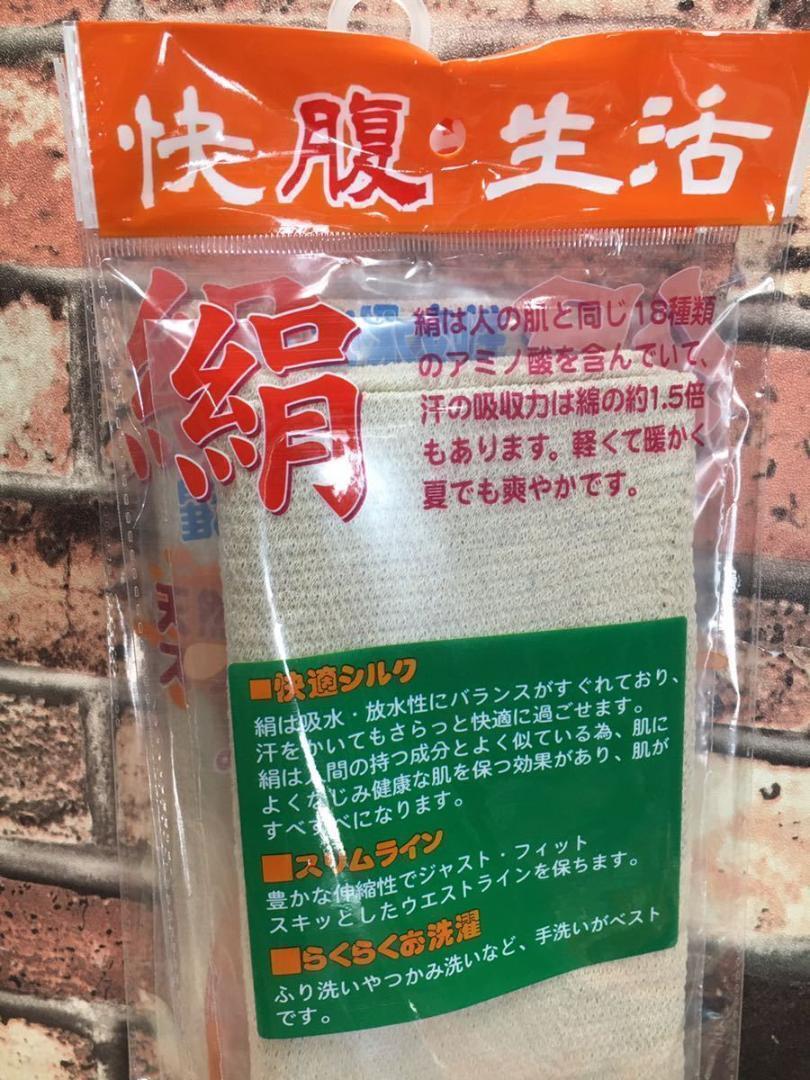 快腹・生活
絹
絹は人の肌と同じ18種類
のアミノ酸を含んでいて、
汗の吸収力は綿の約1.5倍
もあります。軽くて暖かく
夏でも爽やかです。
■快適シルク
絹は吸水・放水性にバランスがすぐれており、
汗をかいてもさらっと快適に過ごせます。
絹は人間の持つ成分とよく似ている為、肌に
よくなじみ健康な肌を保つ効果があり、肌が
すべすべになります。
■スリムライン
豊かな伸縮性でジャスト・フィット
スキッとしたウエストラインを保ちます。
■らくらくお洗濯
ふり洗いやつかみ洗いなど、手洗いがベスト
です。